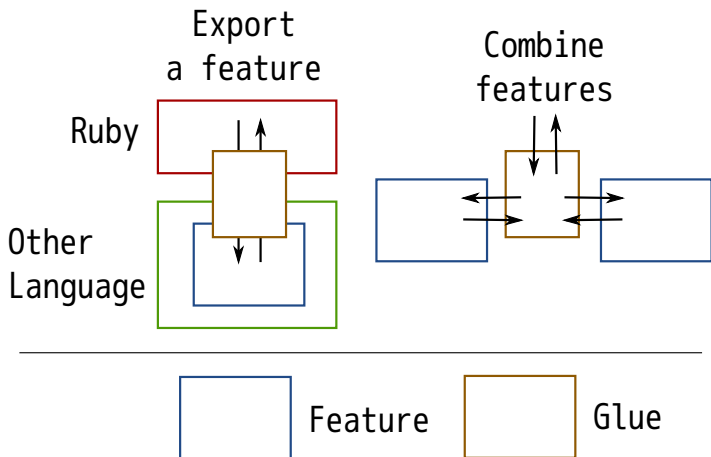 Export
a feature
Ruby
Other
Language
Combine
features
Feature
Glue